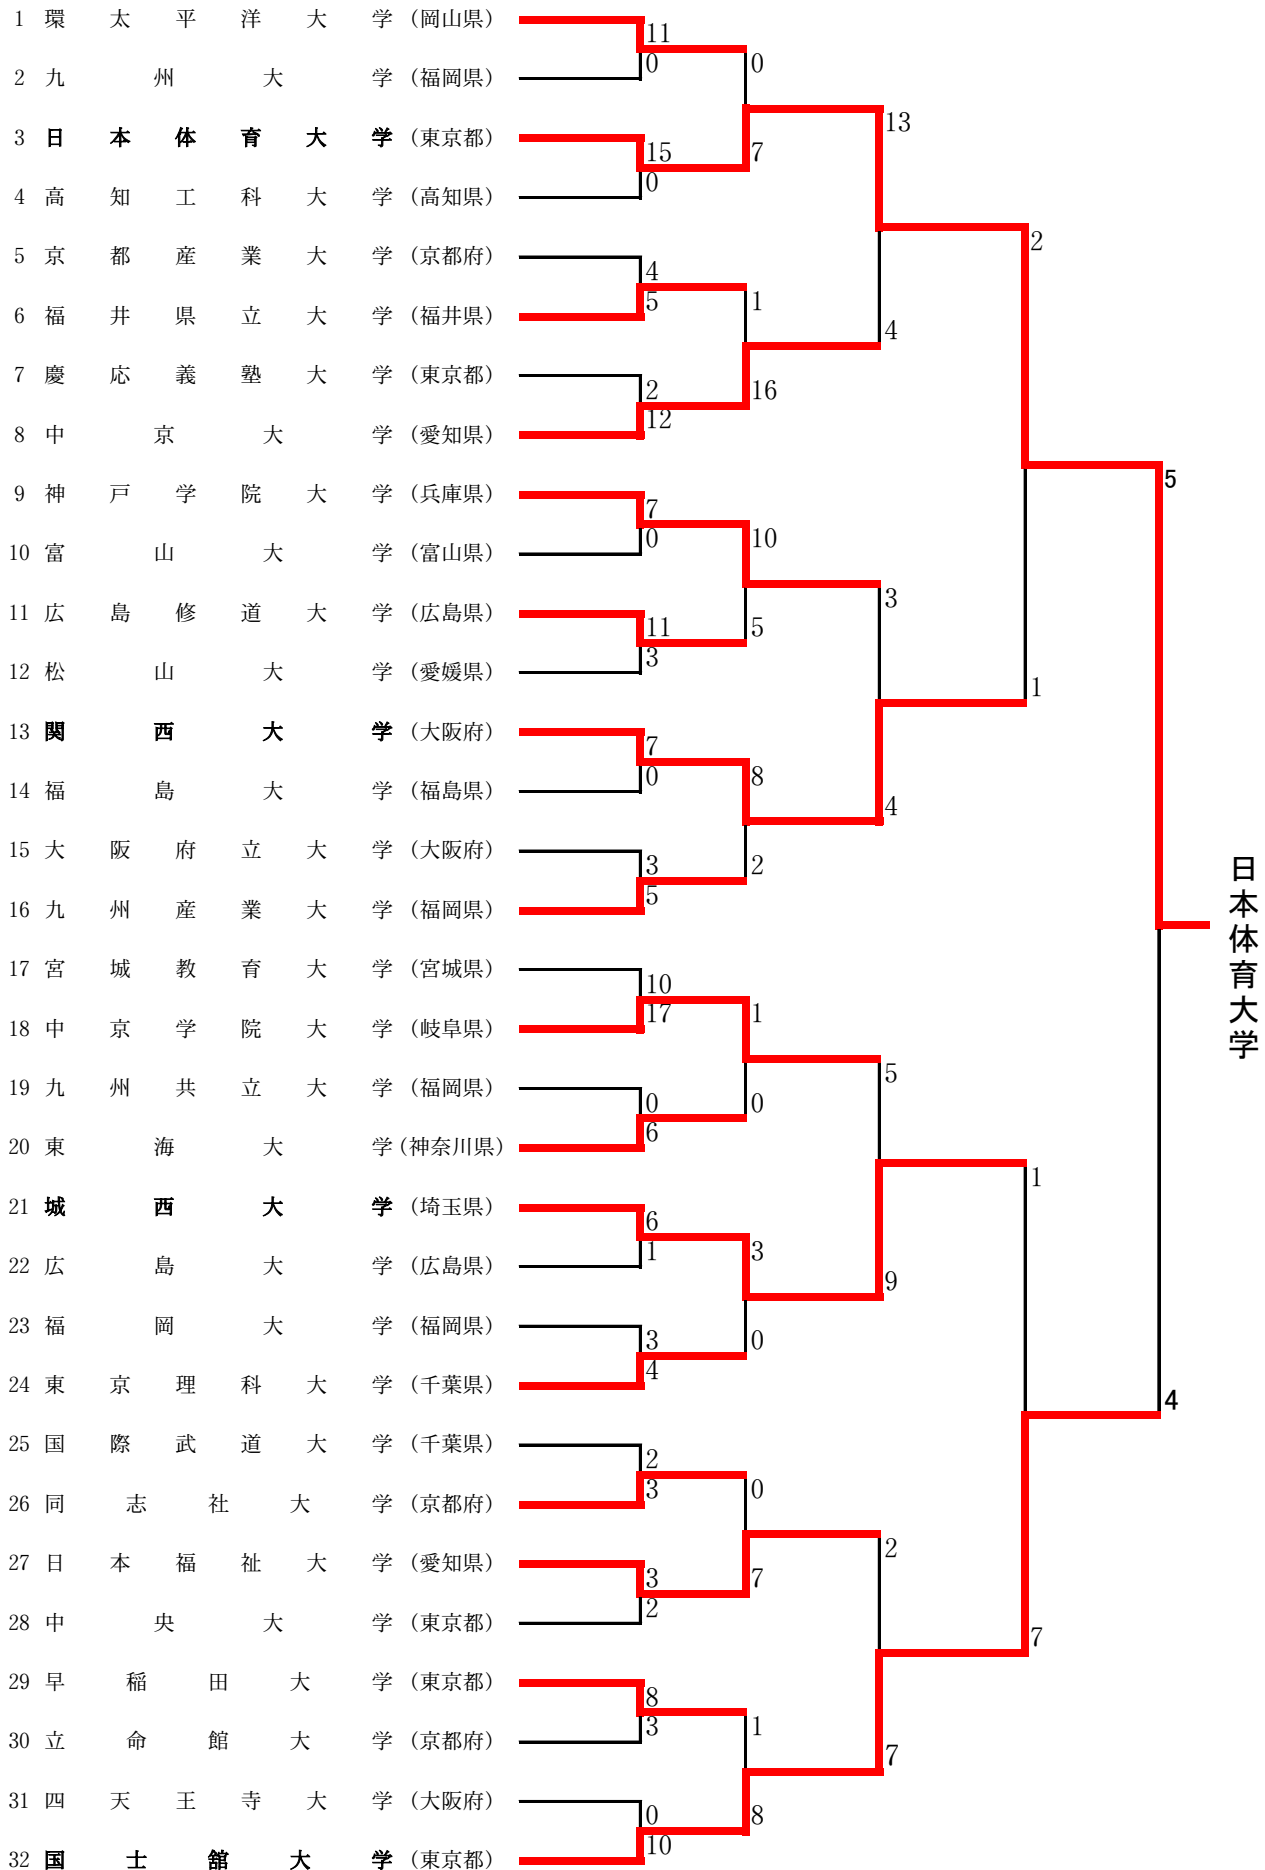 1 環太平洋大学 (岡山県)
11
2 九州大学 (福岡県)
0
0
3 日本体育大学 (東京都)
15
7
13
4 高知工科大学 (高知県)
0
5 京都産業大学 (京都府)
4
2
6 福井県立大学 (福井県)
5
1
4
7 慶応義塾大学 (東京都)
2
16
8 中京大学 (愛知県)
12
9 神戸学院大学 (兵庫県)
7
5
10 富山大学 (富山県)
0
10
11 広島修道大学 (広島県)
11
5
3
12 松山大学 (愛媛県)
3
1
13 関西大学 (大阪府)
7
14 福島大学 (福島県)
0
8
4
15 大阪府立大学 (大阪府)
3
2
16 九州産業大学 (福岡県)
5
日本体育大学
17 宮城教育大学 (宮城県)
10
18 中京学院大学 (岐阜県)
17
1
19 九州共立大学 (福岡県)
0
0
5
20 東海大学 (神奈川県)
6
1
21 城西大学 (埼玉県)
6
22 広島大学 (広島県)
1
3
9
23 福岡大学 (福岡県)
3
0
24 東京理科大学 (千葉県)
4
4
25 国際武道大学 (千葉県)
2
26 同志社大学 (京都府)
3
0
27 日本福祉大学 (愛知県)
3
7
2
28 中央大学 (東京都)
2
7
29 早稲田大学 (東京都)
8
30 立命館大学 (京都府)
3
1
7
31 四天王寺大学 (大阪府)
0
8
32 国士舘大学 (東京都)
10